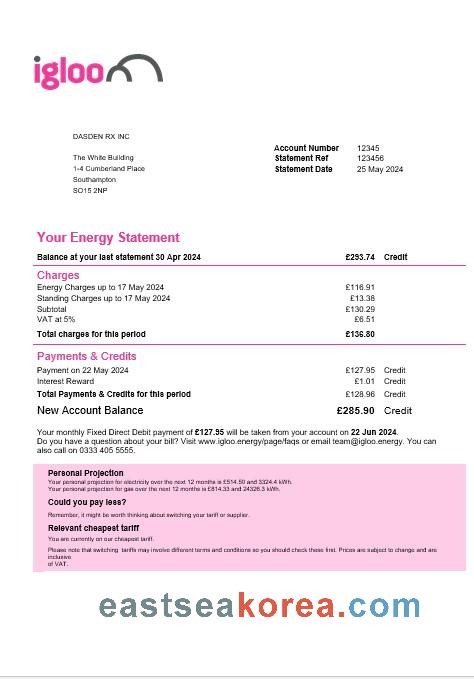 igloo
DASDEN RX INC
The White Building
1-4 Cumberland Place
Southampton
SO15 2NP
Account Number 12345
Statement Ref 123456
Statement Date 25 May 2024
Your Energy Statement
Balance at your last statement 30 Apr 2024 £293.74 Credit
Charges
Energy Charges up to 17 May 2024 £116.91
Standing Charges up to 17 May 2024 £13.38
Subtotal £130.29
VAT at 5% £6.51
Total charges for this period £136.80
Payments & Credits
Payment on 22 May 2024 £127.95 Credit
Interest Reward £1.01 Credit
Total Payments & Credits for this period £128.96 Credit
New Account Balance £285.90 Credit
Your monthly Fixed Direct Debit payment of £127.95 will be taken from your account on 22 Jun 2024.
Do you have a question about your bill? Visit www.igloo.energy/page/faqs or email team@igloo.energy. You can
also call on 0333 405 5555.
Personal Projection
Your personal projection for electricity over the next 12 months is £514.50 and 3324.4 kWh.
Your personal projection for gas over the next 12 months is £814.33 and 24326.3 kWh.
Could you pay less?
Remember, it might be worth thinking about switching your tariff or supplier.
Relevant cheapest tariff
You are currently on our cheapest tariff.
Please note that switching tariffs may involve different terms and conditions so you should check these first. Prices are subject to change and are
inclusive
of VAT.
eastseakorea.com